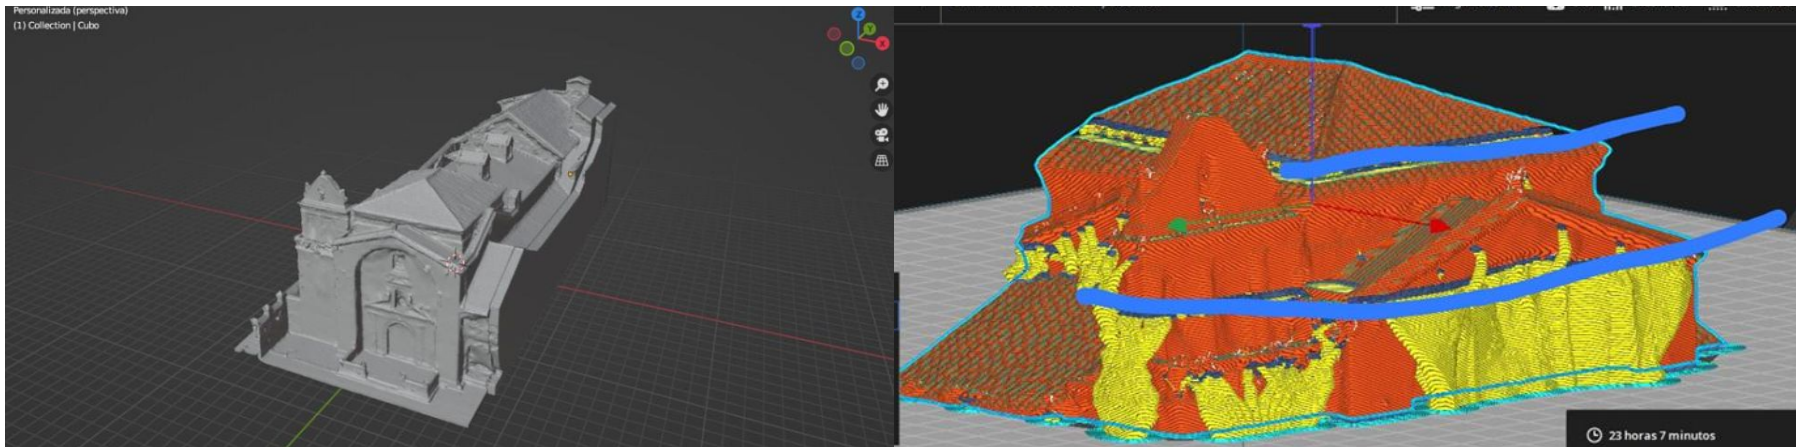 Personalizada (perspectiva)
(1) Collection | Cubo
Z
Y
X
23 horas 7 minutos